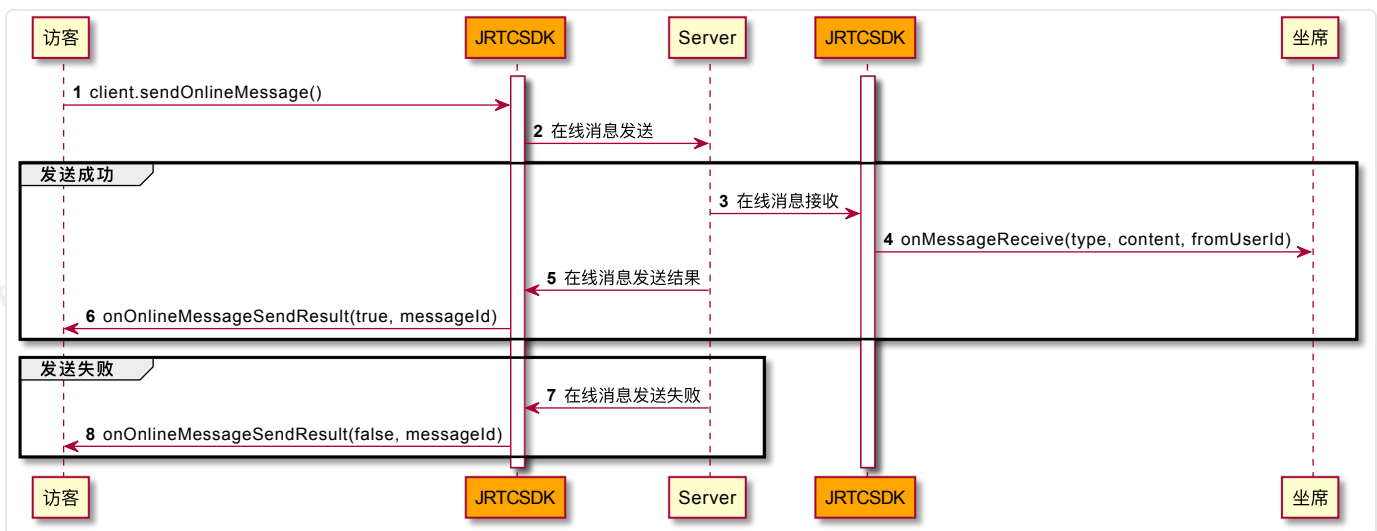 访客 JRTCSDK Server JRTCSDK 坐席
1 client.sendOnlineMessage()
2 在线消息发送
发送成功
3 在线消息接收
4 onMessageReceive(type, content, fromUserId)
5 在线消息发送结果
6 onOnlineMessageSendResult(true, messageId)
发送失败
7 在线消息发送失败
8 onOnlineMessageSendResult(false, messageId)
访客 JRTCSDK Server JRTCSDK 坐席